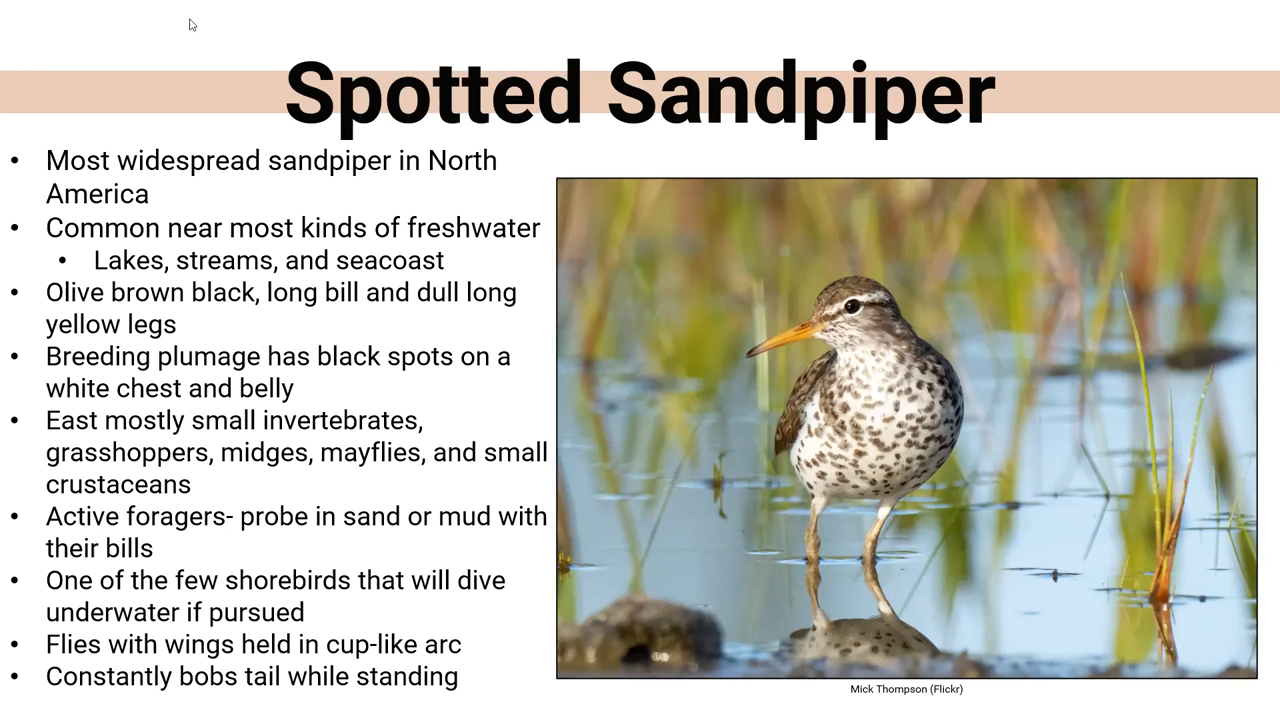 Spotted Sandpiper
• Most widespread sandpiper in North
America
• Common near most kinds of freshwater
• Lakes, streams, and seacoast
• Olive brown black, long bill and dull long
yellow legs
• Breeding plumage has black spots on a
white chest and belly
• East mostly small invertebrates,
grasshoppers, midges, mayflies, and small
crustaceans
• Active foragers- probe in sand or mud with
their bills
• One of the few shorebirds that will dive
underwater if pursued
• Flies with wings held in cup-like arc
• Constantly bobs tail while standing
Mick Thompson (Flickr)